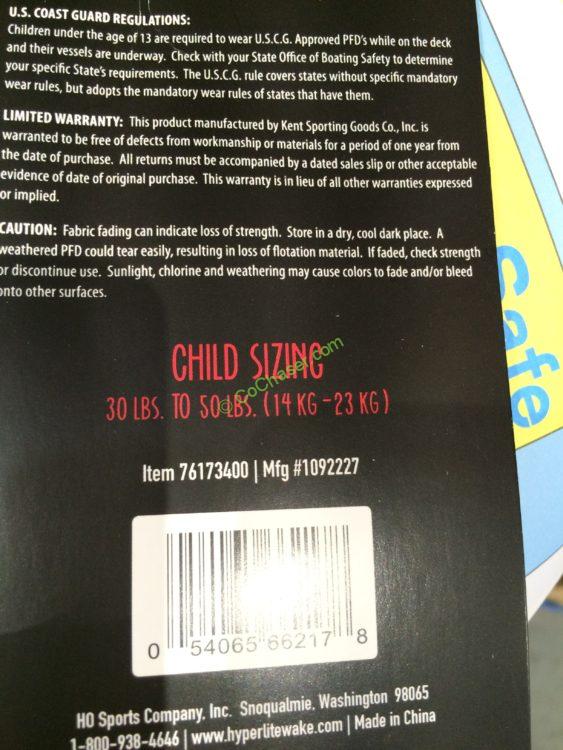 U.S. COAST GUARD REGULATIONS:
Children under the age of 13 are required to wear U.S.C.G. Approved PFD's while on the deck
and their vessels are underway. Check with your State Office of Boating Safety to determine
your specific State's requirements. The U.S.C.G. rule covers states without specific mandatory
wear rules, but adopts the mandatory wear rules of states that have them.
LIMITED WARRANTY: This product manufactured by Kent Sporting Goods Co., Inc. is
warranted to be free of defects from workmanship or materials for a period of one year from
the date of purchase. All returns must be accompanied by a dated sales slip or other acceptable
evidence of date of original purchase. This warranty is in lieu of all other warranties expressed
or implied.
CAUTION: Fabric fading can indicate loss of strength. Store in a dry, cool dark place. A
weathered PFD could tear easily, resulting in loss of flotation material. If faded, check strength
or discontinue use. Sunlight, chlorine and weathering may cause colors to fade and/or bleed
onto other surfaces.
CHILD SIZING
30 LBS. TO 50 LBS. (14 KG - 23 KG)
© CoChaser.com
Item 76173400 | Mfg #1092227
0 54065 66217 8
HO Sports Company, Inc. Snoqualmie, Washington 98065
1-800-938-4646 | www.hyperlitewake.com | Made in China
Safe